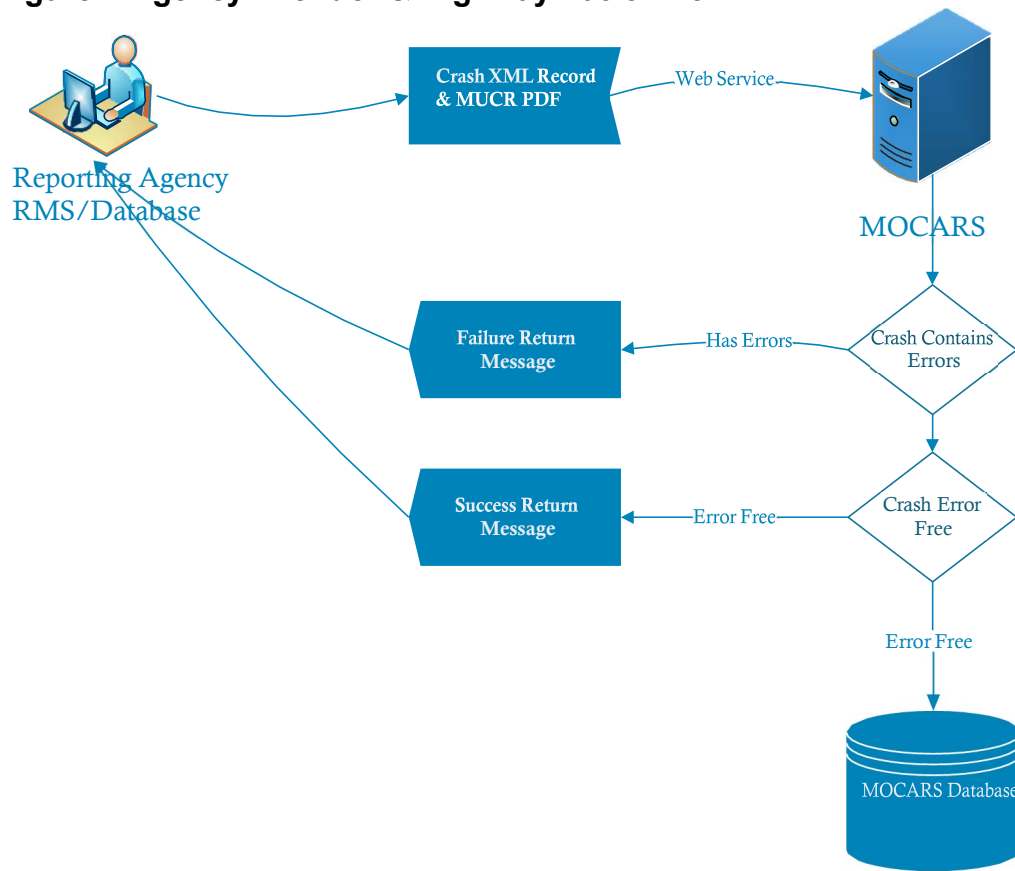 Crash XML Record
& MUCR PDF
Web Service
Reporting Agency
RMS/Database
MOCARS
Failure Return
Message
Has Errors
Crash Contains
Errors
Success Return
Message
Error Free
Crash Error
Free
Error Free
MOCARS Database